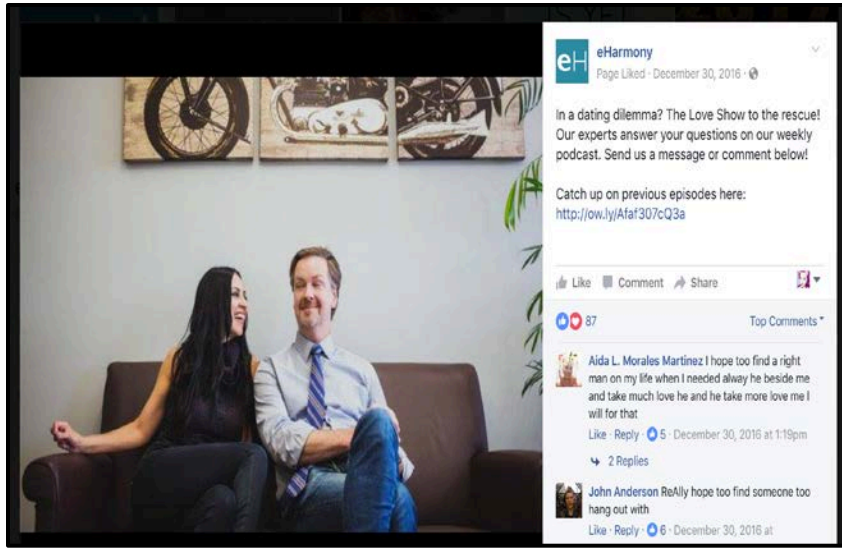 eH
eHarmony
Page Liked · December 30, 2016 ·
In a dating dilemma? The Love Show to the rescue!
Our experts answer your questions on our weekly
podcast. Send us a message or comment below!
Catch up on previous episodes here:
http://ow.ly/Afaf307cQ3a
Like Comment Share
87 Top Comments
Aida L. Morales Martinez I hope too find a right
man on my life when I needed alway he beside me
and take much love he and he take more love me I
will for that
Like · Reply · 5 · December 30, 2016 at 1:19pm
2 Replies
John Anderson ReAlly hope too find someone too
hang out with
Like · Reply · 6 · December 30, 2016 at